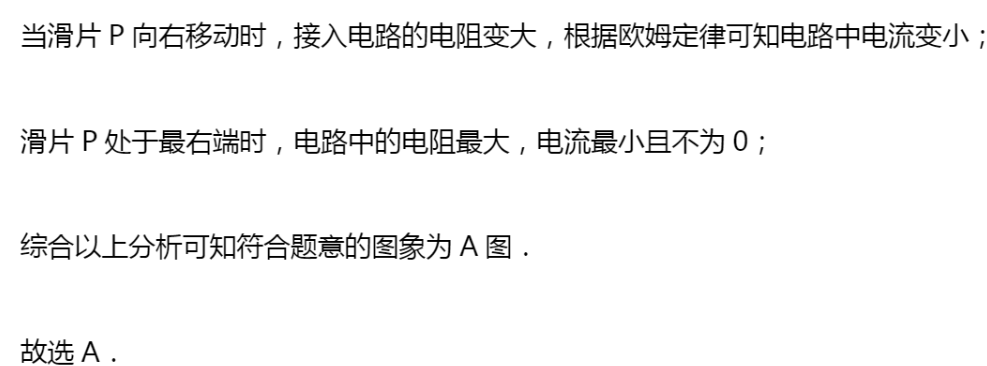 当滑片 P 向右移动时，接入电路的电阻变大，根据欧姆定律可知电路中电流变小；
滑片 P 处于最右端时，电路中的电阻最大，电流最小且不为 0；
综合以上分析可知符合题意的图象为 A 图．
故选 A．